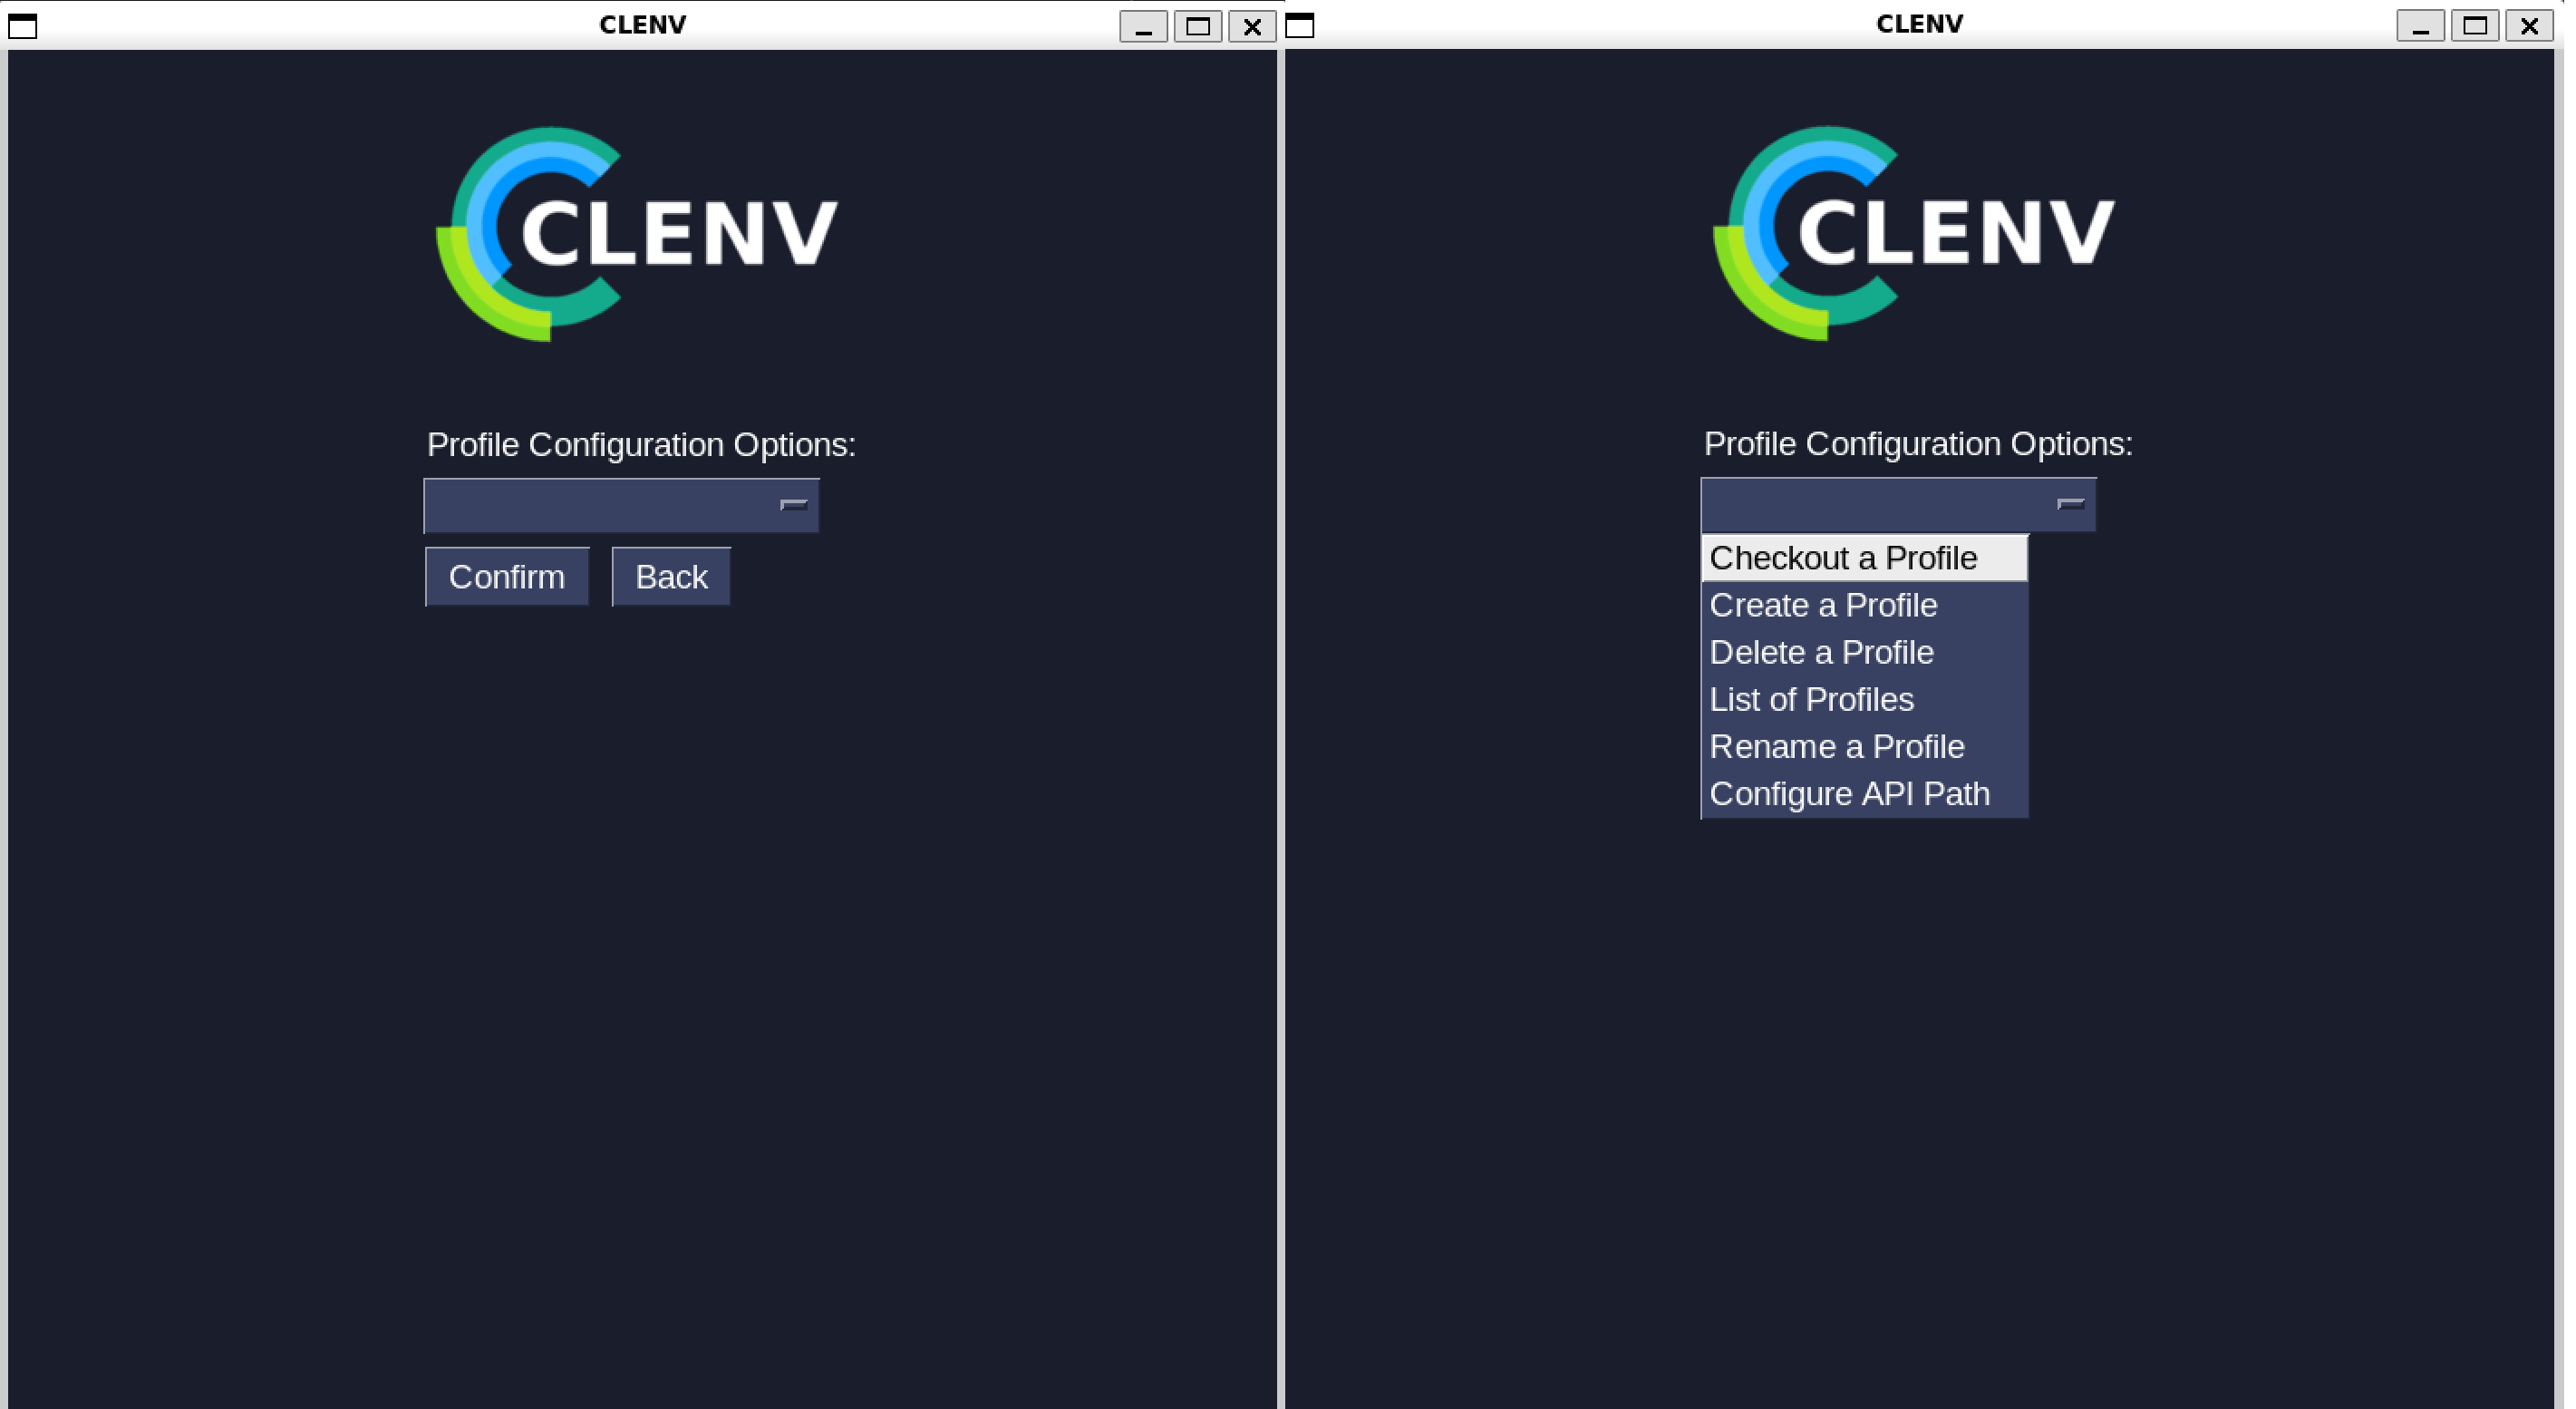 CLENV
CLENV
Profile Configuration Options:
Confirm Back
CLENV
CLENV
Profile Configuration Options:
Checkout a Profile
Create a Profile
Delete a Profile
List of Profiles
Rename a Profile
Configure API Path